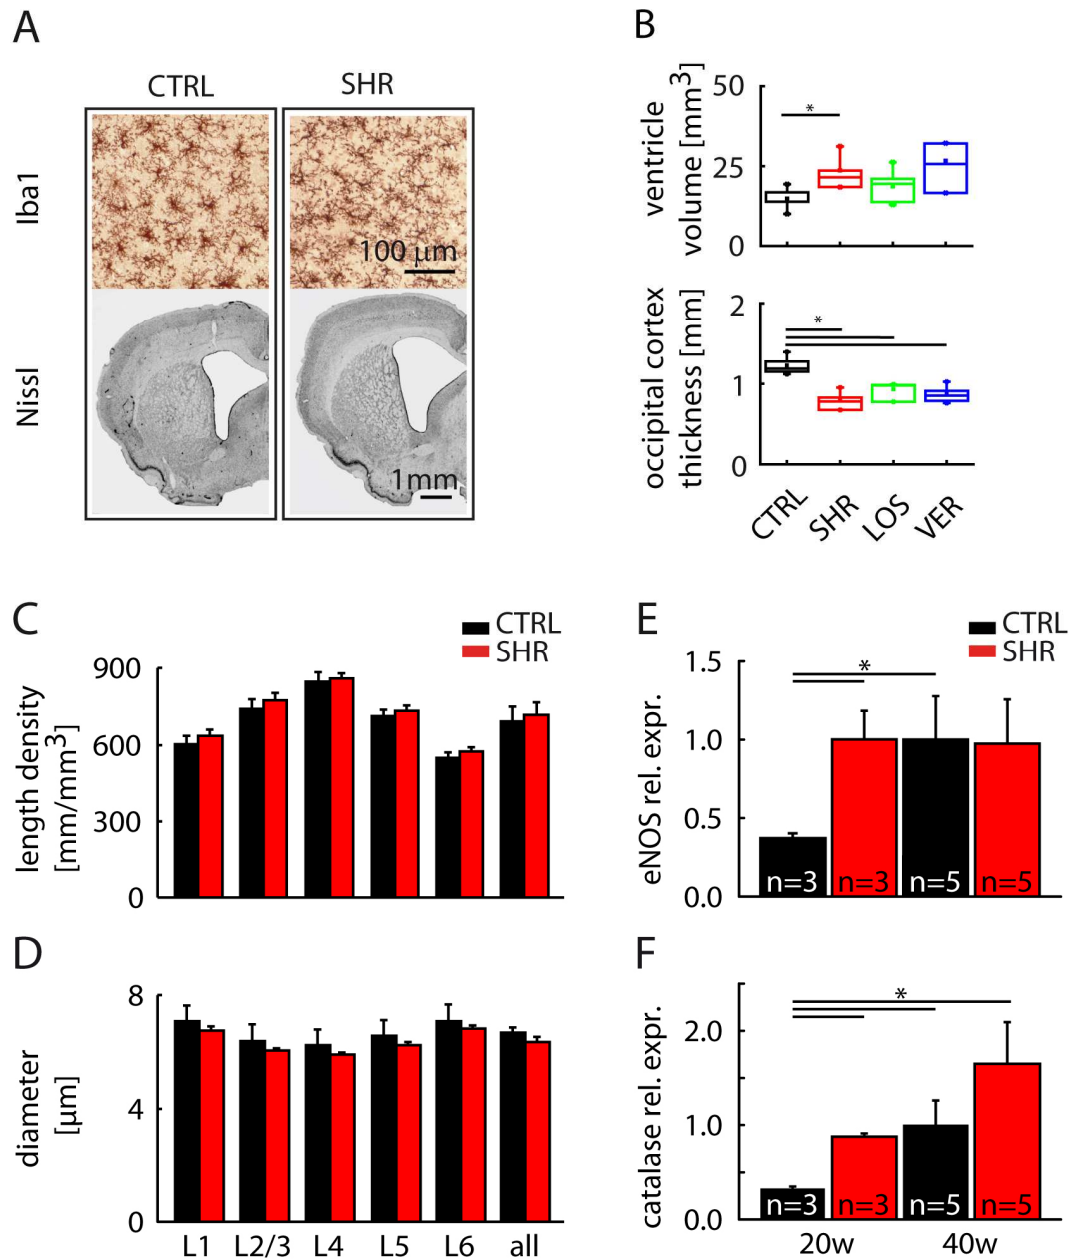 A
CTRL
SHR
Iba1
100 μm
Nissl
1mm
B
ventricle
volume [mm³]
50
25
0
*
occipital cortex
thickness [mm]
2
1
0
*
CTRL
SHR
LOS
VER
C
CTRL
SHR
length density
[mm/mm³]
900
600
300
0
D
diameter
[μm]
8
4
0
L1 L2/3 L4 L5 L6 all
E
CTRL
SHR
eNOS rel. expr.
1.5
1.0
0.5
0.0
*
n=3 n=3 n=5 n=5
F
catalase rel. expr.
2.0
1.0
0.0
*
n=3 n=3 n=5 n=5
20w 40w